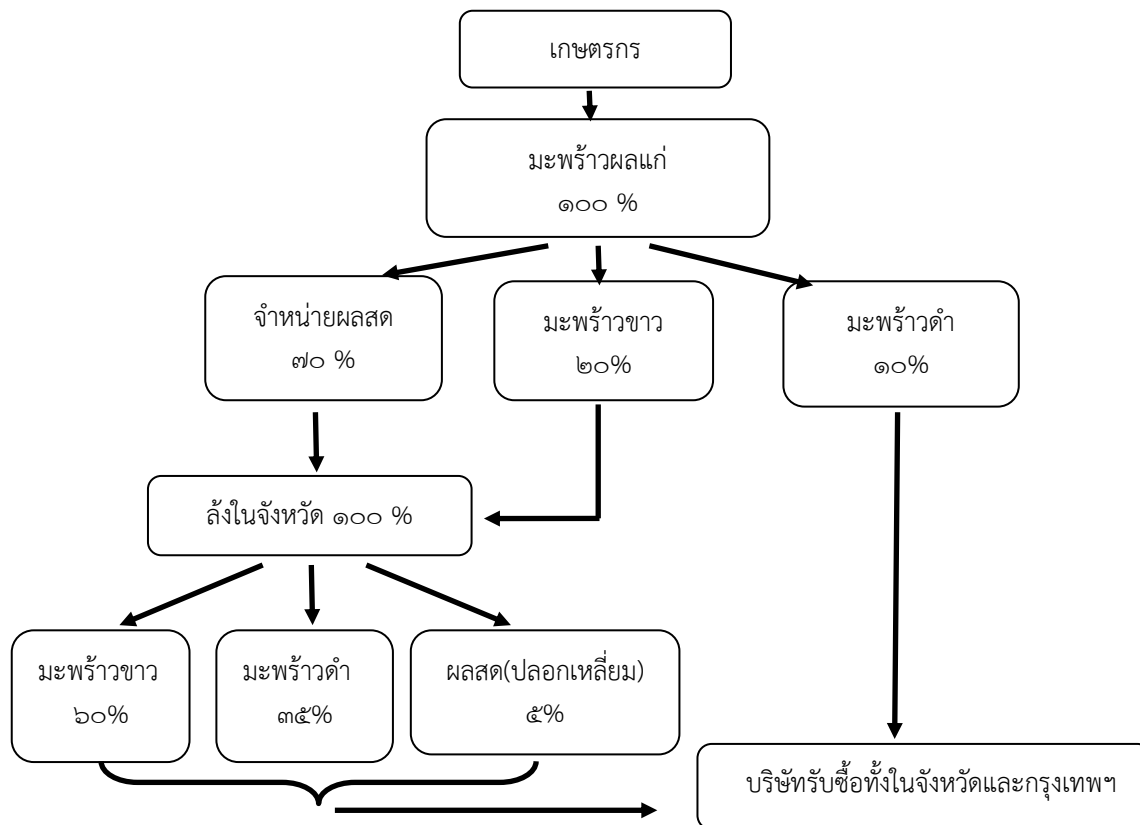 เกษตรกร
มะพร้าวผลแก่
๑๐๐ %
จำหน่ายผลสด
๗๐ %
มะพร้าวขาว
๒๐%
มะพร้าวดำ
๑๐%
ล้งในจังหวัด ๑๐๐ %
มะพร้าวขาว
๖๐%
มะพร้าวดำ
๓๕%
ผลสด(ปลอกเหลี่ยม)
๕%
บริษัทรับซื้อทั้งในจังหวัดและกรุงเทพฯ